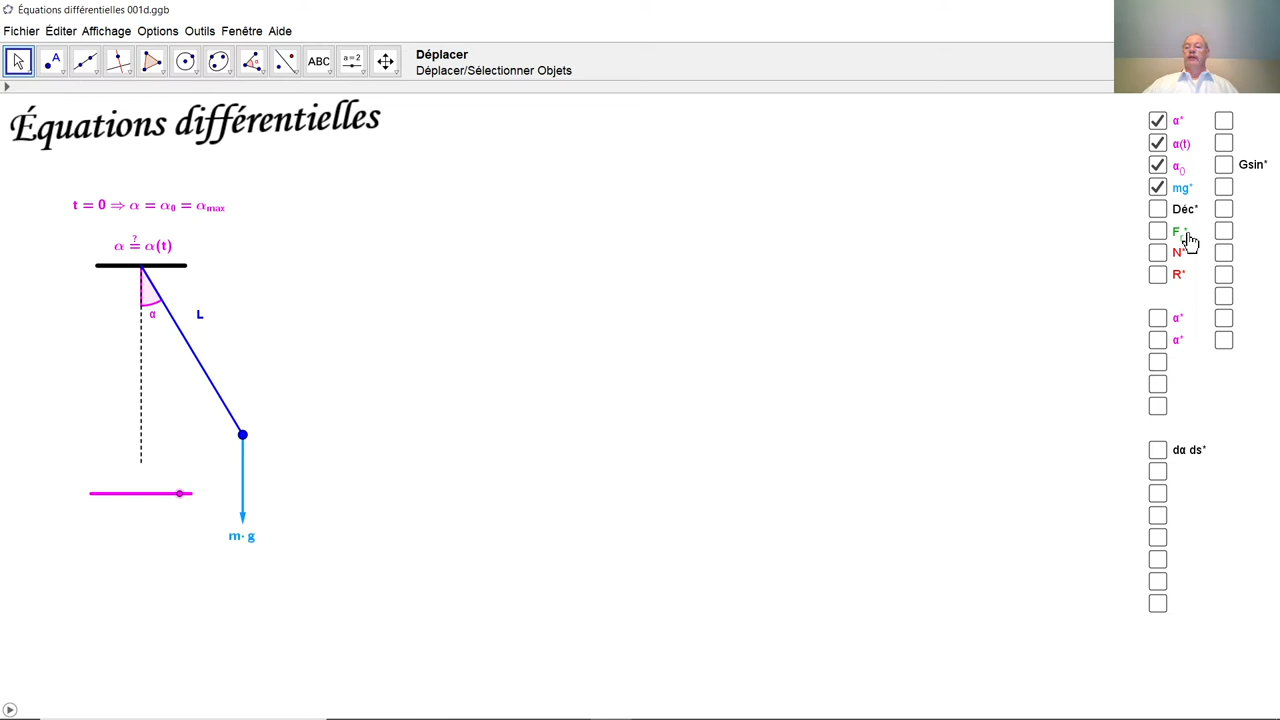 Équations différentielles 001d.ggb
Fichier Éditer Affichage Options Outils Fenêtre Aide
A
ABC
a=2
Déplacer
Déplacer/Sélectionner Objets
Équations différentielles
α*
α(t)
Gsin*
α₀
mg*
t = 0 ⇒ α = α₀ = αmax
Déc*
F *
α ≟ α(t)
N*
R*
α
L
α*
α*
dα ds*
m· g